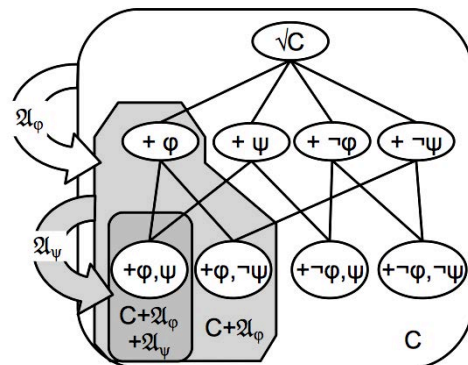 √C
𝔄φ
+ φ
+ ψ
+ ¬φ
+ ¬ψ
𝔄ψ
+φ,ψ
+φ,¬ψ
+¬φ,ψ
+¬φ,¬ψ
C+𝔄φ
+𝔄ψ
C+𝔄φ
C